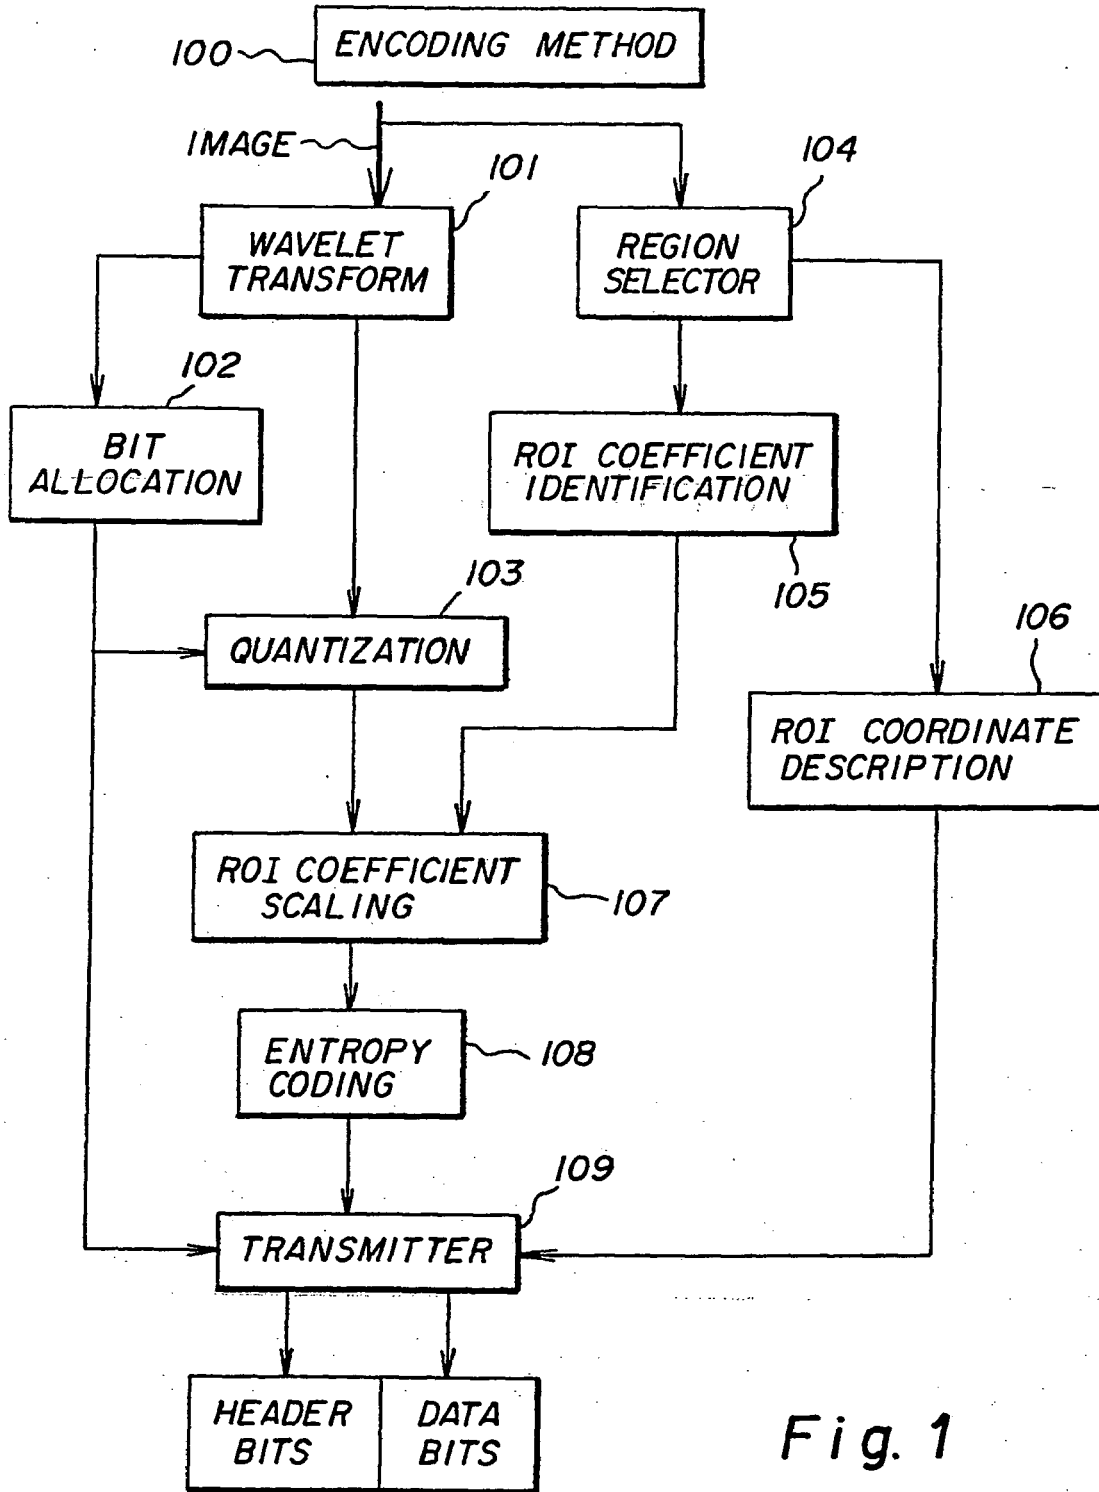 100
ENCODING METHOD
IMAGE
101
104
WAVELET
TRANSFORM
REGION
SELECTOR
102
BIT
ALLOCATION
ROI COEFFICIENT
IDENTIFICATION
103
105
QUANTIZATION
106
ROI COORDINATE
DESCRIPTION
ROI COEFFICIENT
SCALING
107
ENTROPY
CODING
108
109
TRANSMITTER
HEADER
BITS
DATA
BITS
Fig. 1